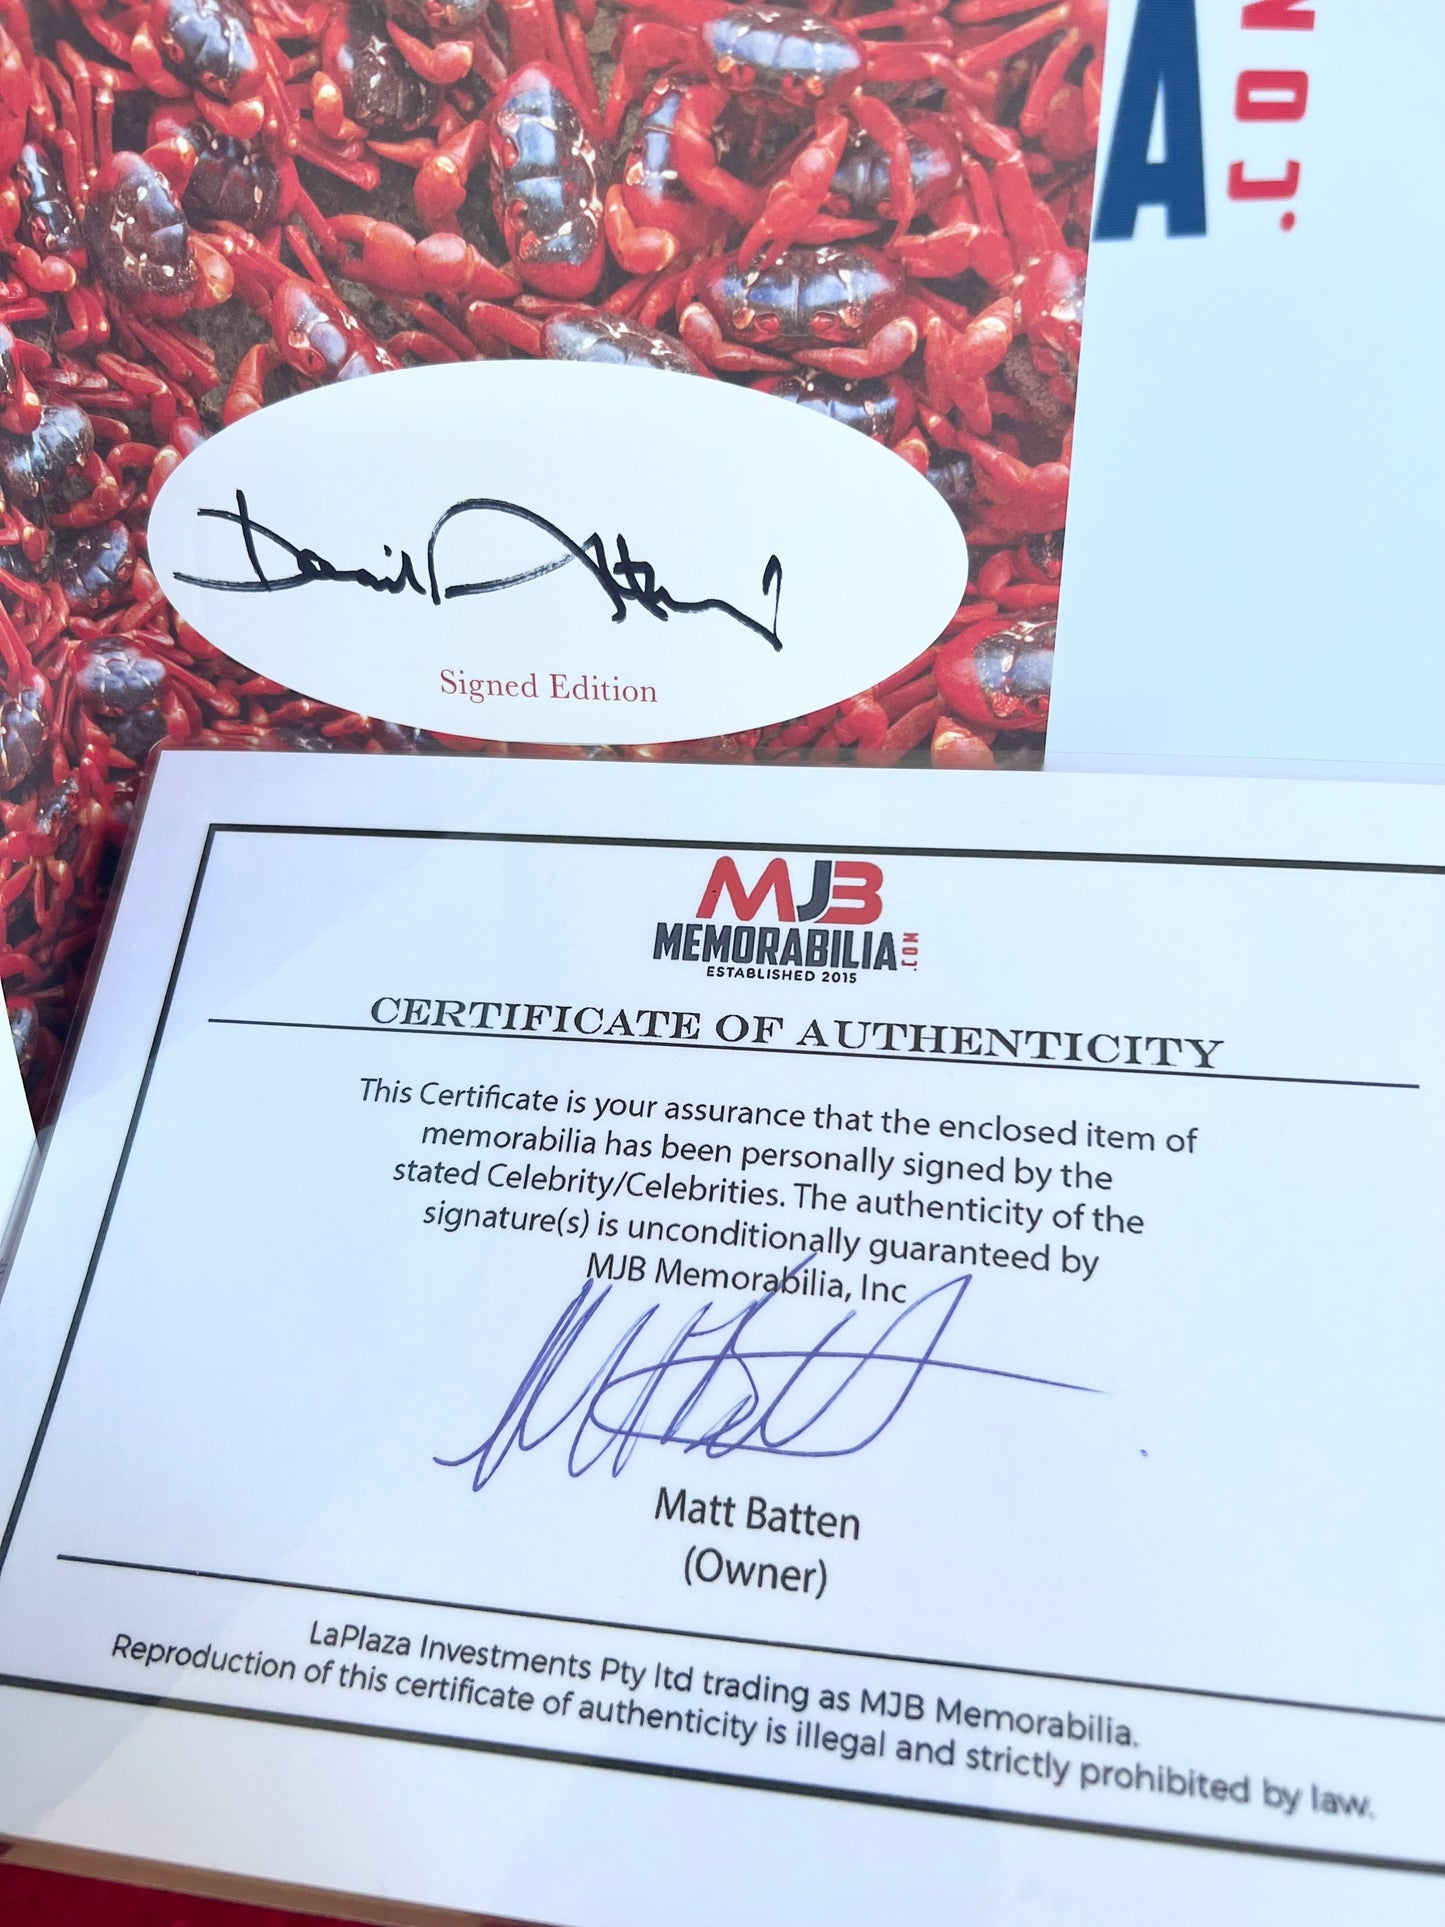 A
.COM
David Att
Signed Edition
MJB
MEMORABILIA
.COM
ESTABLISHED 2015
CERTIFICATE OF AUTHENTICITY
This Certificate is your assurance that the enclosed item of
memorabilia has been personally signed by the
stated Celebrity/Celebrities. The authenticity of the
signature(s) is unconditionally guaranteed by
MJB Memorabilia, Inc
Matt Batten
(Owner)
LaPlaza Investments Pty ltd trading as MJB Memorabilia.
Reproduction of this certificate of authenticity is illegal and strictly prohibited by law.